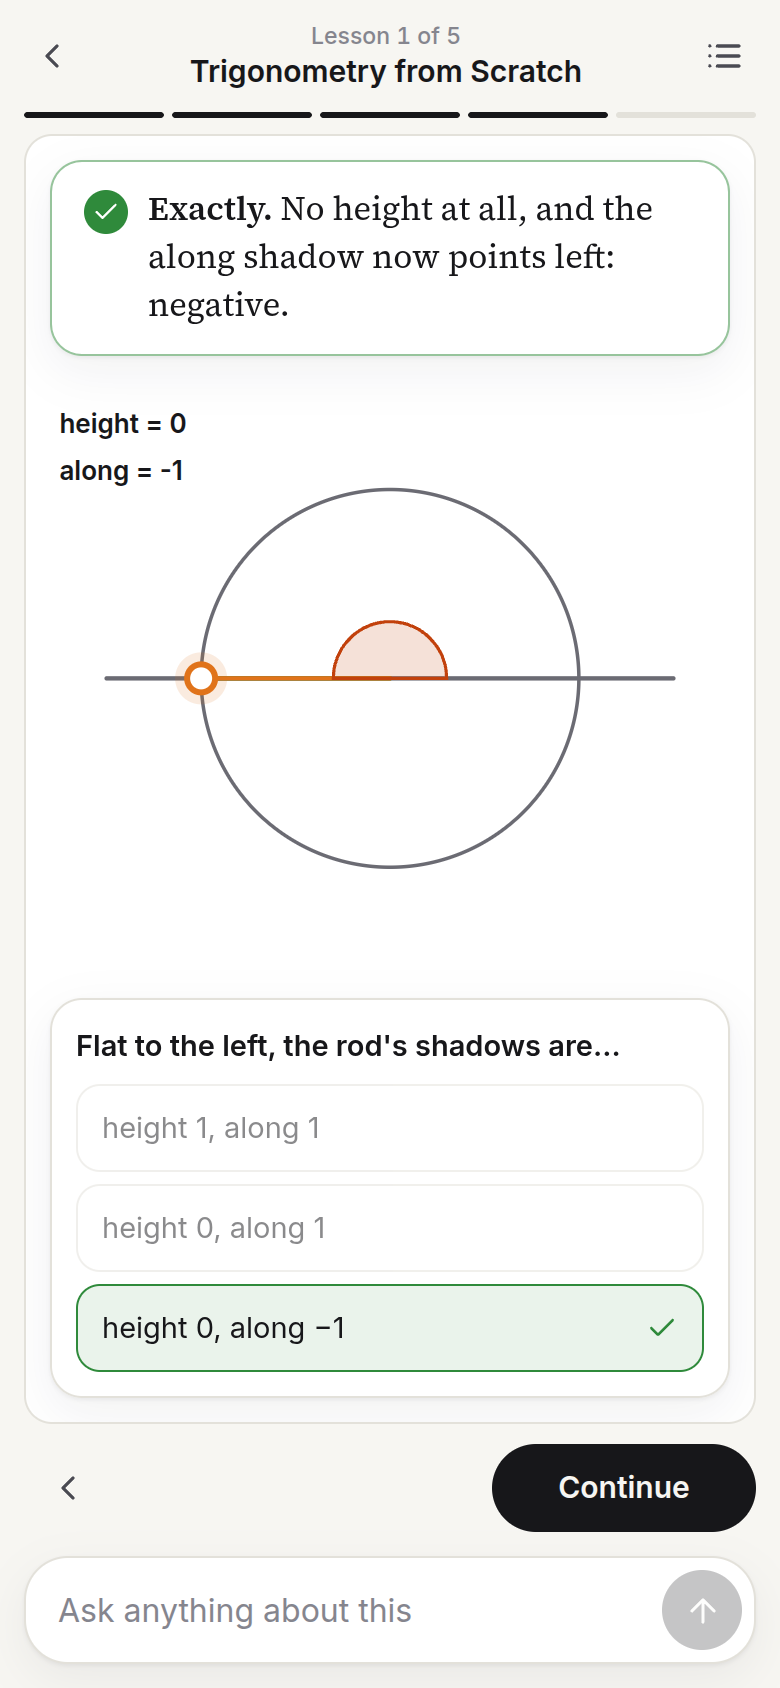 Lesson 1 of 5
Trigonometry from Scratch
Exactly. No height at all, and the
along shadow now points left:
negative.
height = 0
along = -1
Flat to the left, the rod's shadows are...
height 1, along 1
height 0, along 1
height 0, along −1
Continue
Ask anything about this